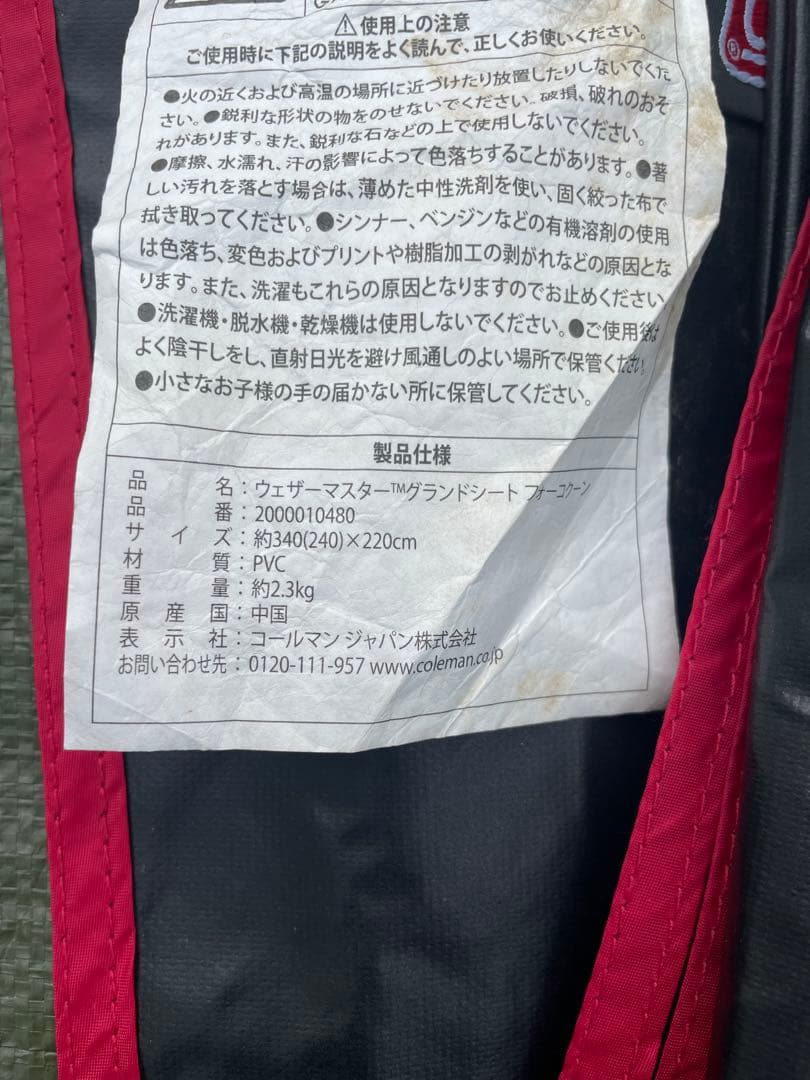 ⚠使用上の注意
ご使用時に下記の説明をよく読んで、正しくお使いください。
●火の近くおよび高温の場所に近づけたり放置したりしないでくだ
さい。●鋭利な形状の物をのせないでください。破損、破れのおそ
れがあります。また、鋭利な石などの上で使用しないでください。
●摩擦、水濡れ、汗の影響によって色落ちすることがあります。●著
しい汚れを落とす場合は、薄めた中性洗剤を使い、固く絞った布で
拭き取ってください。●シンナー、ベンジンなどの有機溶剤の使用
は色落ち、変色およびプリントや樹脂加工の剥がれなどの原因とな
ります。また、洗濯もこれらの原因となりますのでお止めください
●洗濯機・脱水機・乾燥機は使用しないでください。●ご使用後は
よく陰干しをし、直射日光を避け風通しのよい場所で保管ください。
●小さなお子様の手の届かない所に保管してください。
製品仕様
品名：ウェザーマスター™グランドシート フォーコクーン
品番：2000010480
サイズ：約340(240)×220cm
材質：PVC
重量：約2.3kg
原産国：中国
表示社：コールマン ジャパン株式会社
お問い合わせ先：0120-111-957 www.coleman.co.jp